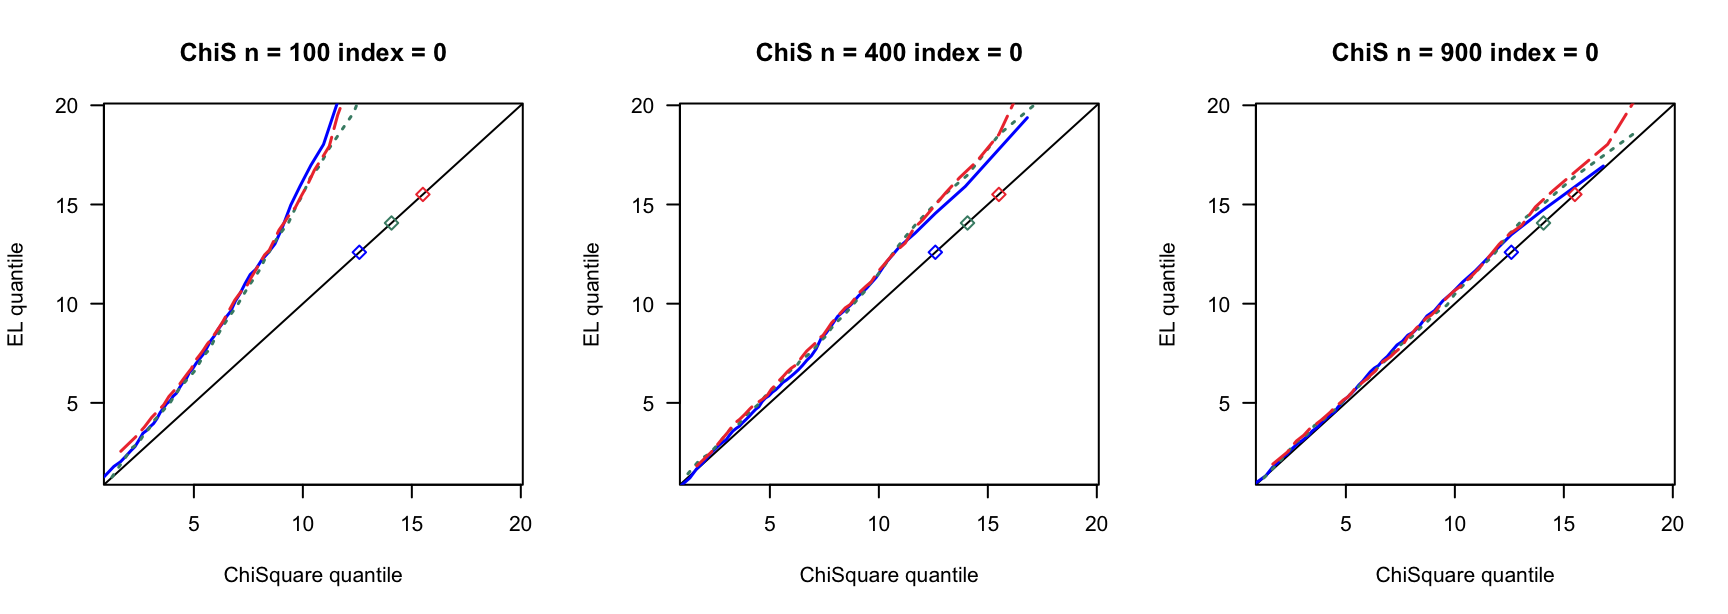 ChiS n = 100 index = 0
20
15
10
5
EL quantile
5 10 15 20
ChiSquare quantile
ChiS n = 400 index = 0
20
15
10
5
EL quantile
5 10 15 20
ChiSquare quantile
ChiS n = 900 index = 0
20
15
10
5
EL quantile
5 10 15 20
ChiSquare quantile